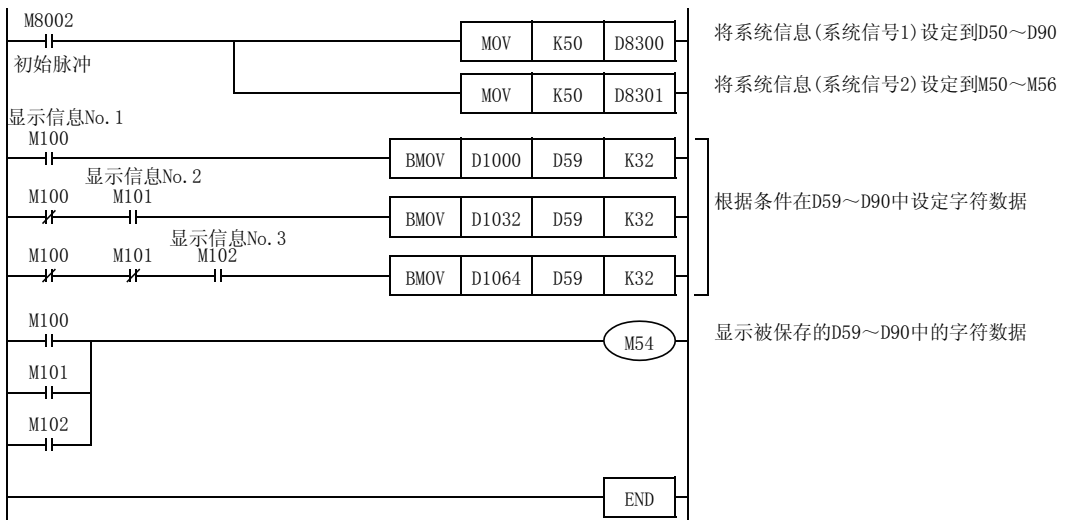 M8002
MOV K50 D8300
将系统信息(系统信号1)设定到D50～D90
初始脉冲
MOV K50 D8301
将系统信息(系统信号2)设定到M50～M56
显示信息No.1
M100
BMOV D1000 D59 K32
显示信息No.2
M100 M101
BMOV D1032 D59 K32
根据条件在D59～D90中设定字符数据
显示信息No.3
M100 M101 M102
BMOV D1064 D59 K32
M100
M54
显示被保存的D59～D90中的字符数据
M101
M102
END